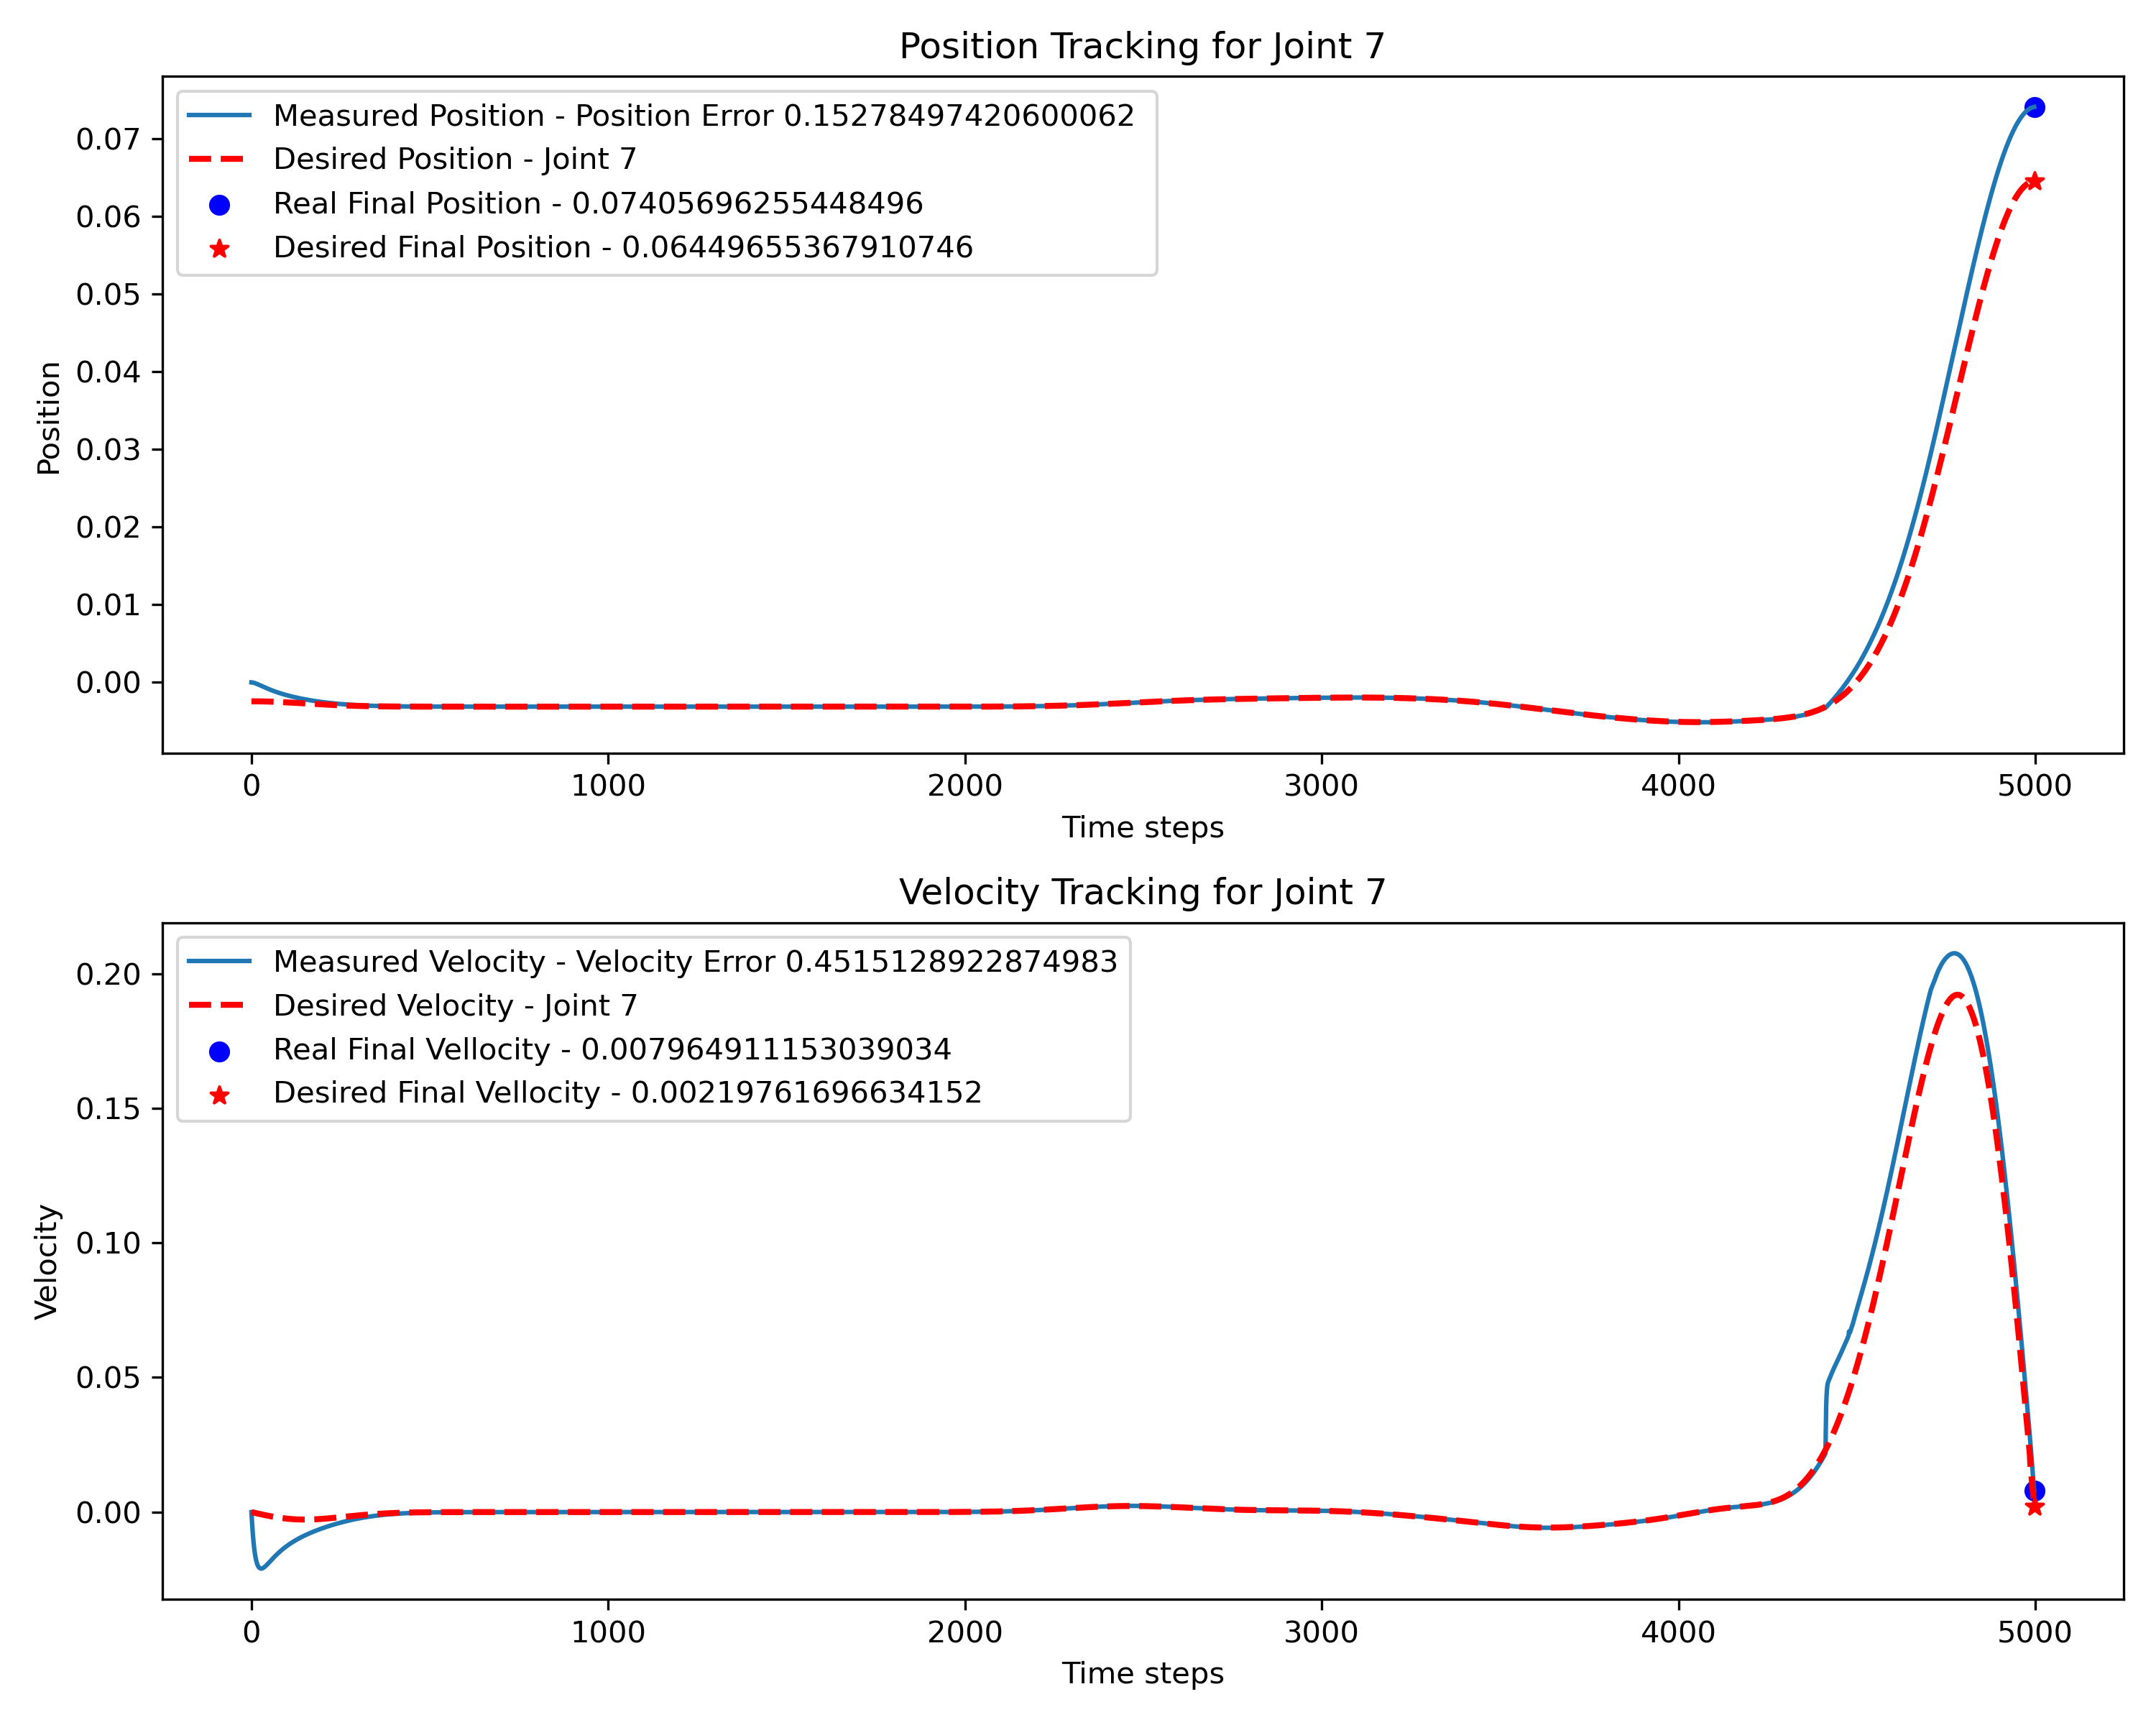 Position Tracking for Joint 7
Measured Position - Position Error 0.15278497420600062
Desired Position - Joint 7
Real Final Position - 0.07405696255448496
Desired Final Position - 0.06449655367910746
0.07
0.06
0.05
0.04
0.03
0.02
0.01
0.00
Position
0 1000 2000 3000 4000 5000
Time steps
Velocity Tracking for Joint 7
Measured Velocity - Velocity Error 0.4515128922874983
Desired Velocity - Joint 7
Real Final Vellocity - 0.007964911153039034
Desired Final Vellocity - 0.00219761696634152
0.20
0.15
0.10
0.05
0.00
Velocity
0 1000 2000 3000 4000 5000
Time steps